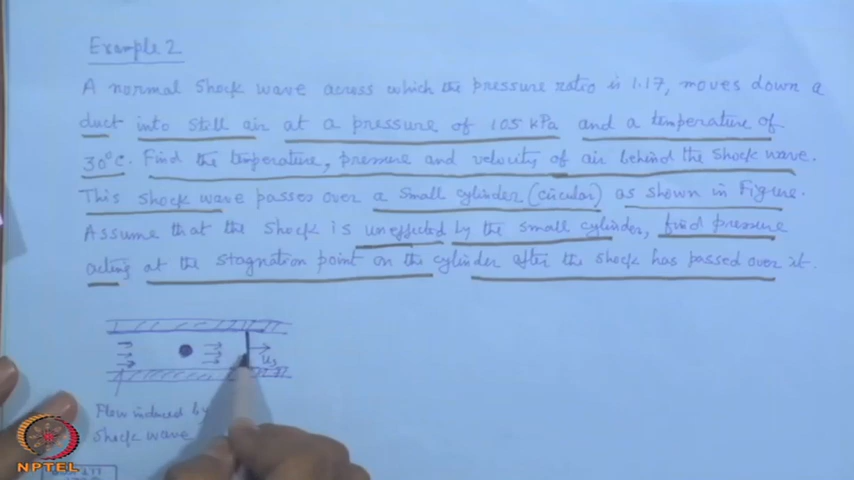 Example 2
A normal shock wave across which the pressure ratio is 1.17, moves down a
duct into still air at a pressure of 105 kPa and a temperature of
30°C. Find the temperature, pressure and velocity of air behind the shock wave.
This shock wave passes over a small cylinder (circular) as shown in Figure.
Assume that the shock is uneffected by the small cylinder, find pressure
acting at the stagnation point on the cylinder after the shock has passed over it.
Us
Flow induced by
shock wave
NPTEL